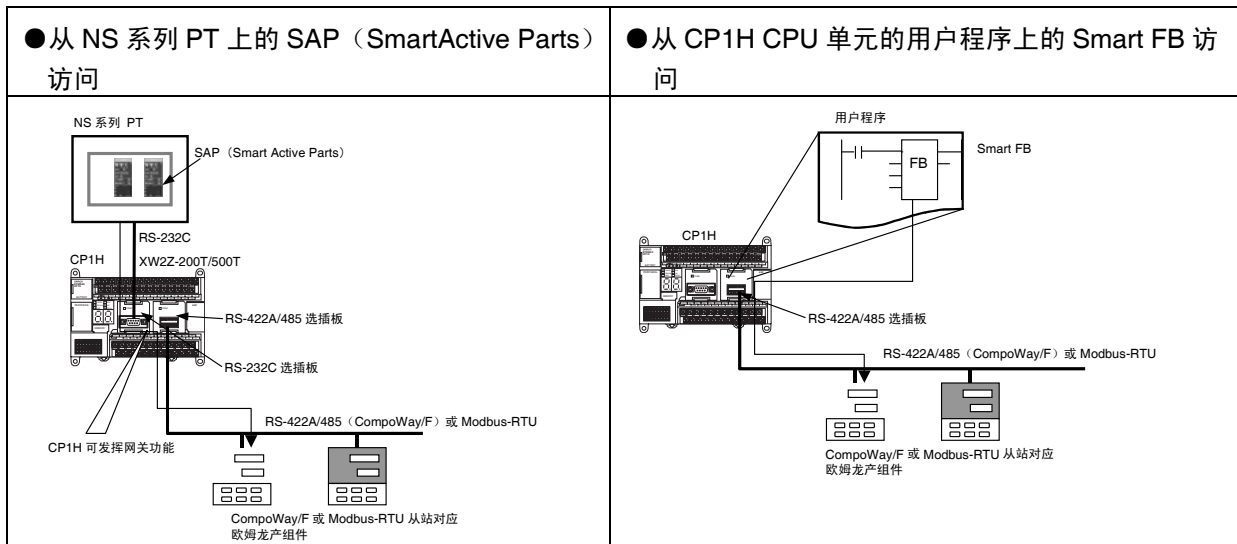 ●从 NS 系列 PT 上的 SAP（SmartActive Parts）
访问
NS 系列 PT
SAP（Smart Active Parts）
RS-232C
CP1H
XW2Z-200T/500T
RS-422A/485 选插板
RS-232C 选插板
RS-422A/485（CompoWay/F）或 Modbus-RTU
CP1H 可发挥网关功能
CompoWay/F 或 Modbus-RTU 从站对应
欧姆龙产组件
●从 CP1H CPU 单元的用户程序上的 Smart FB 访
问
用户程序
Smart FB
FB
CP1H
RS-422A/485 选插板
RS-422A/485（CompoWay/F）或 Modbus-RTU
CompoWay/F 或 Modbus-RTU 从站对应
欧姆龙产组件